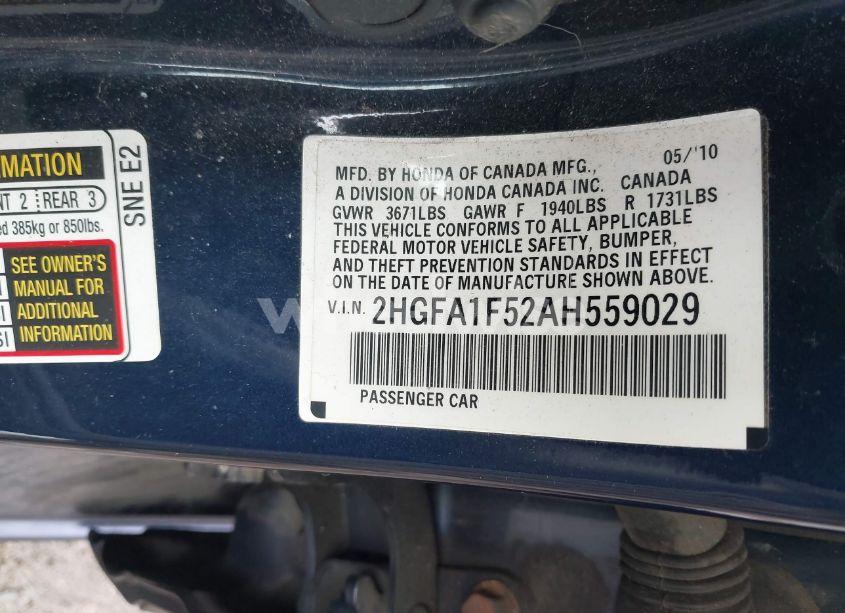 MATION
NT 2 REAR 3
ed 385kg or 850lbs.
SEE OWNER'S
MANUAL FOR
ADDITIONAL
INFORMATION
SNE E2
MFD. BY HONDA OF CANADA MFG., 05/'10
A DIVISION OF HONDA CANADA INC. CANADA
GVWR 3671LBS GAWR F 1940LBS R 1731LBS
THIS VEHICLE CONFORMS TO ALL APPLICABLE
FEDERAL MOTOR VEHICLE SAFETY, BUMPER,
AND THEFT PREVENTION STANDARDS IN EFFECT
ON THE DATE OF MANUFACTURE SHOWN ABOVE.
V.I.N. 2HGFA1F52AH559029
PASSENGER CAR